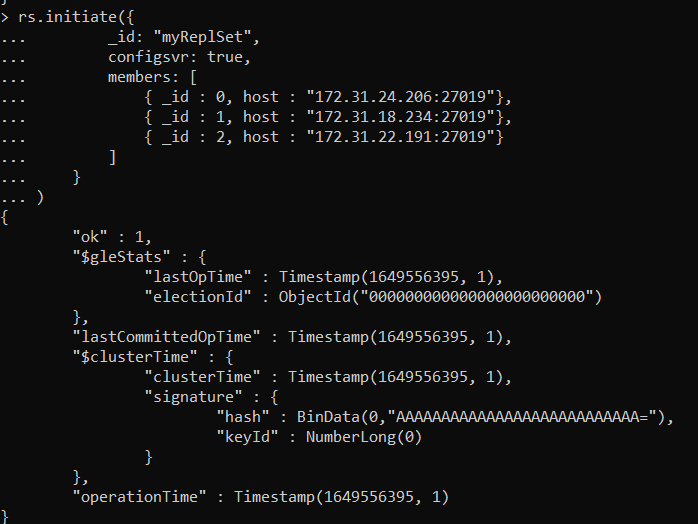 > rs.initiate({
...         _id: "myReplSet",
...         configsvr: true,
...         members: [
...             { _id : 0, host : "172.31.24.206:27019"},
...             { _id : 1, host : "172.31.18.234:27019"},
...             { _id : 2, host : "172.31.22.191:27019"}
...         ]
...     }
... )
{
        "ok" : 1,
        "$gleStats" : {
                "lastOpTime" : Timestamp(1649556395, 1),
                "electionId" : ObjectId("000000000000000000000000")
        },
        "lastCommittedOpTime" : Timestamp(1649556395, 1),
        "$clusterTime" : {
                "clusterTime" : Timestamp(1649556395, 1),
                "signature" : {
                        "hash" : BinData(0,"AAAAAAAAAAAAAAAAAAAAAAAAAAA="),
                        "keyId" : NumberLong(0)
                }
        },
        "operationTime" : Timestamp(1649556395, 1)
}